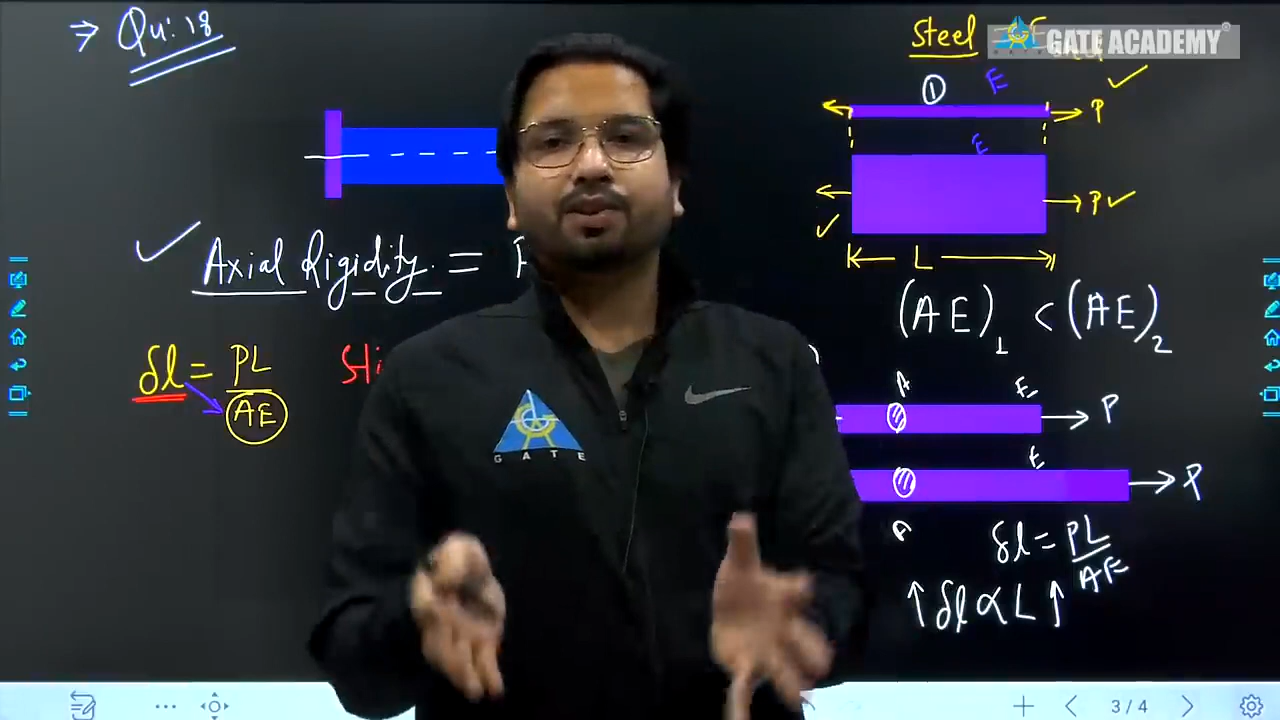 ⇒ Qu: 18
Steel
GATE ACADEMY
① E
P ✓
E
P ✓
✓
L
✓ Axial Rigidity =
(AE)₁ < (AE)₂
δl = PL / AE
A E P
E P
A
δl = PL / AE
↑ δl ∝ L ↑
GATE
3 / 4